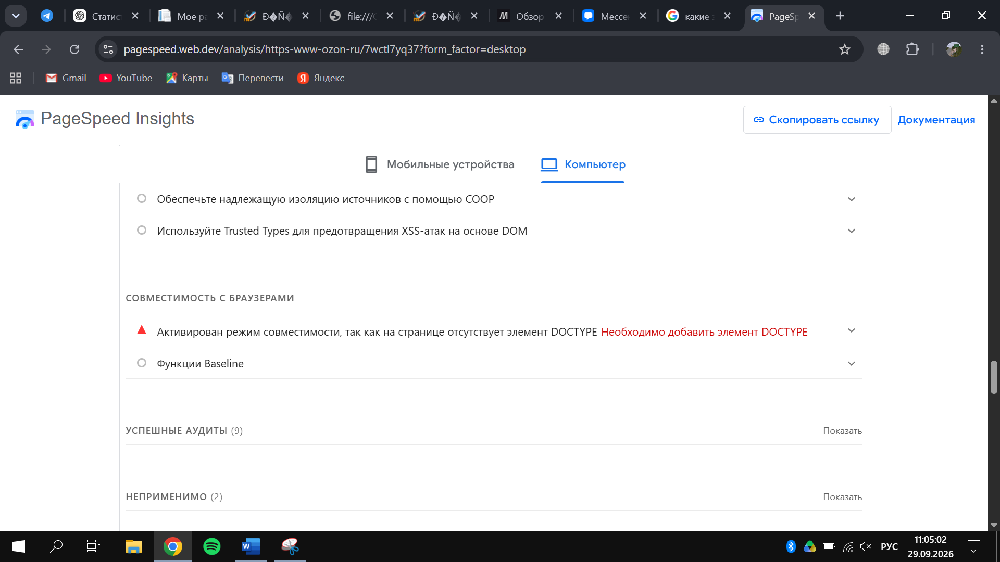 Статис
Мое ра
Ð�Ñ�
file:///C
Ð�Ñ�
Обзор
Мессе
какие
PageSp
pagespeed.web.dev/analysis/https-www-ozon-ru/7wctl7yq37?form_factor=desktop
Gmail
YouTube
Карты
Перевести
Яндекс
PageSpeed Insights
Скопировать ссылку
Документация
Мобильные устройства
Компьютер
Обеспечьте надлежащую изоляцию источников с помощью COOP
Используйте Trusted Types для предотвращения XSS-атак на основе DOM
СОВМЕСТИМОСТЬ С БРАУЗЕРАМИ
Активирован режим совместимости, так как на странице отсутствует элемент DOCTYPE Необходимо добавить элемент DOCTYPE
Функции Baseline
УСПЕШНЫЕ АУДИТЫ (9)
Показать
НЕПРИМЕНИМО (2)
Показать
РУС
11:05:02
29.09.2026